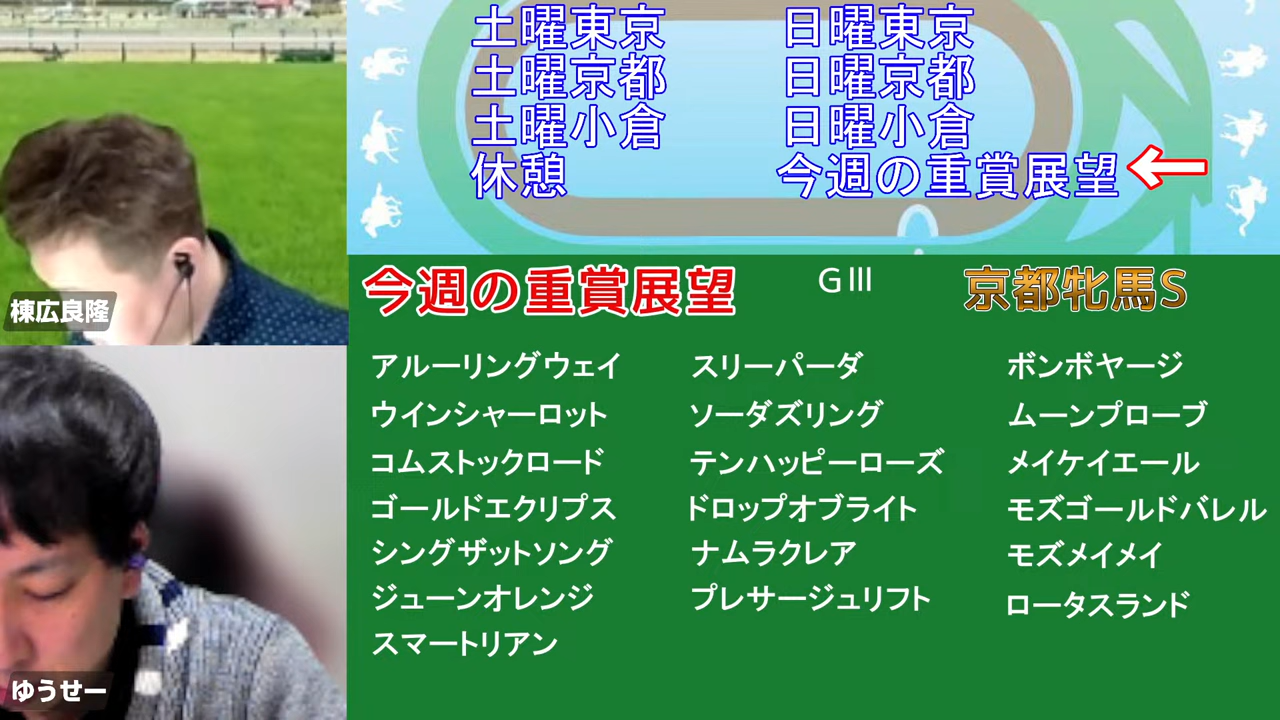 土曜東京
日曜東京
土曜京都
日曜京都
土曜小倉
日曜小倉
休憩
今週の重賞展望
棟広良隆
今週の重賞展望
GⅢ
京都牝馬S
アルーリングウェイ
スリーパーダ
ボンボヤージ
ウインシャーロット
ソーダズリング
ムーンプローブ
コムストックロード
テンハッピーローズ
メイケイエール
ゴールドエクリプス
ドロップオブライト
モズゴールドバレル
シングザットソング
ナムラクレア
モズメイメイ
ジューンオレンジ
プレサージュリフト
ロータスランド
スマートリアン
ゆうせー